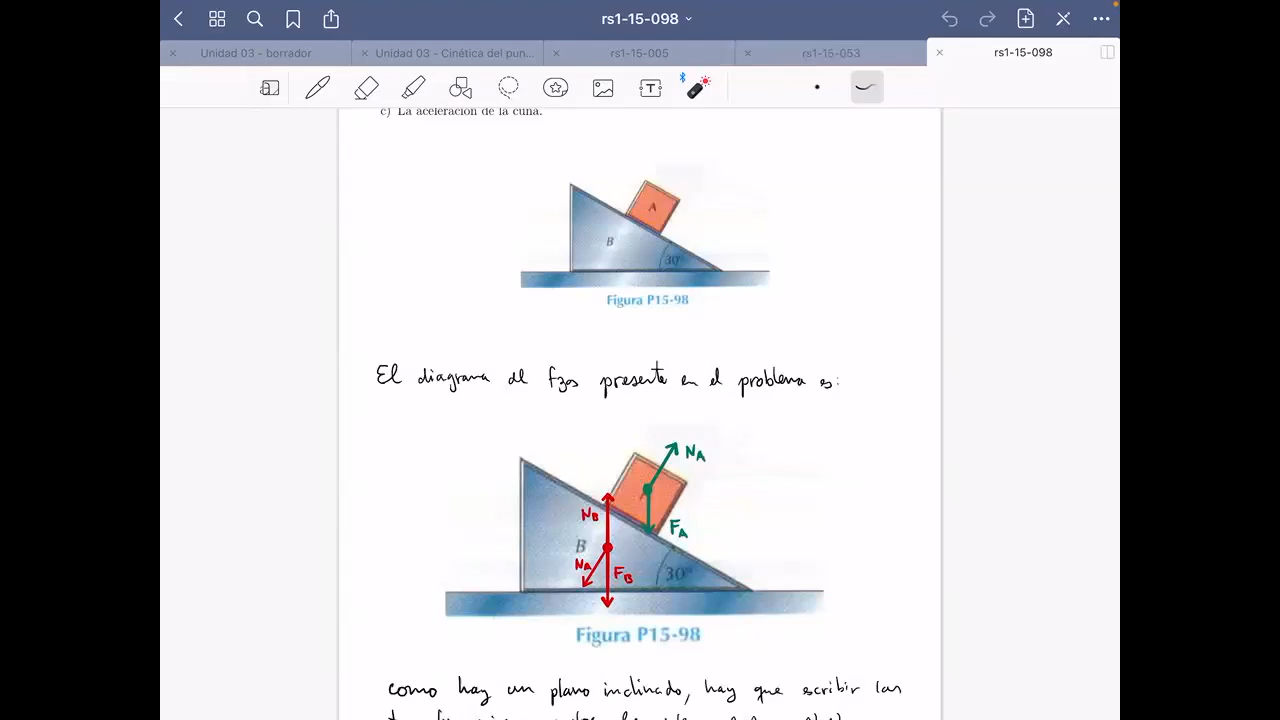 rs1-15-098
Unidad 03 - borrador
Unidad 03 - Cinética del pun...
rs1-15-005
rs1-15-053
rs1-15-098
T
c) La aceleración de la cuña.
A
B
30°
Figura P15-98
El diagrama de fzas presente en el problema es:
NA
NB
FA
B
NA
FB
30°
Figura P15-98
como hay un plano inclinado, hay que escribir las